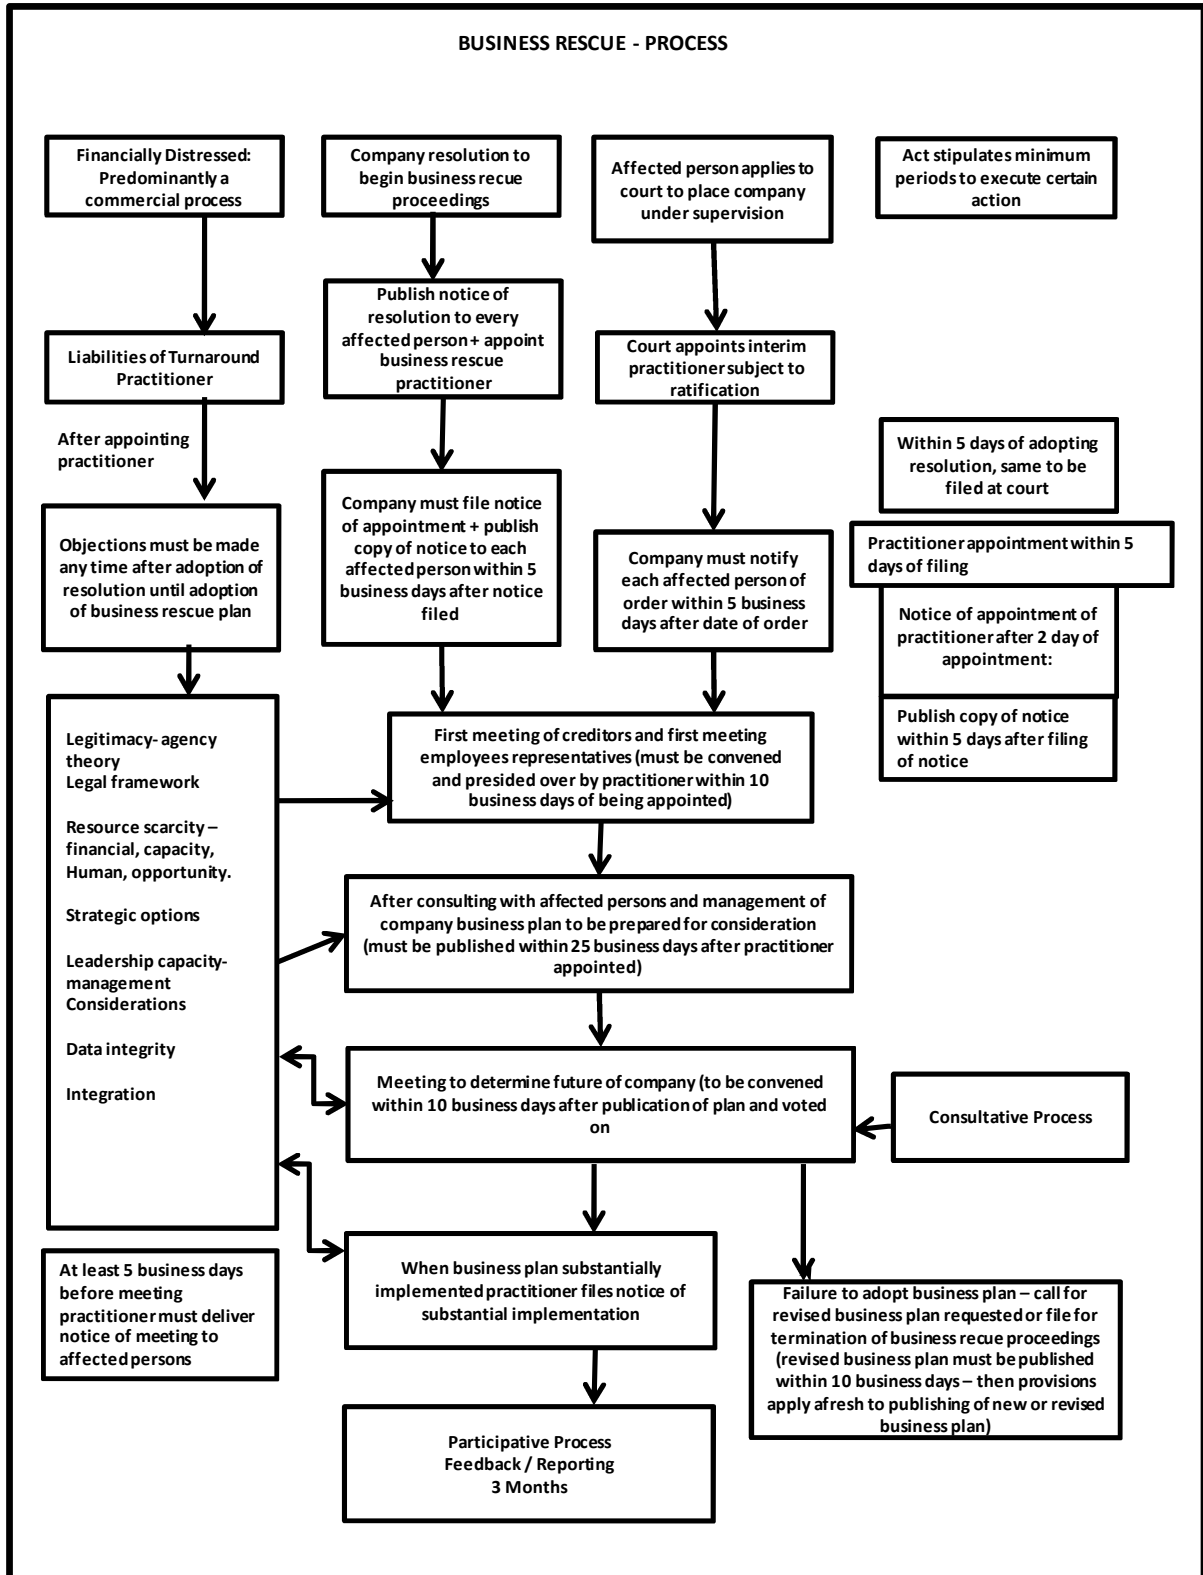 BUSINESS RESCUE - PROCESS
Financially Distressed:
Predominantly a
commercial process
Company resolution to
begin business recue
proceedings
Affected person applies to
court to place company
under supervision
Act stipulates minimum
periods to execute certain
action
Publish notice of
resolution to every
affected person + appoint
business rescue
practitioner
Liabilities of Turnaround
Practitioner
Court appoints interim
practitioner subject to
ratification
After appointing
practitioner
Within 5 days of adopting
resolution, same to be
filed at court
Company must file notice
of appointment + publish
copy of notice to each
affected person within 5
business days after notice
filed
Objections must be made
any time after adoption of
resolution until adoption
of business rescue plan
Company must notify
each affected person of
order within 5 business
days after date of order
Practitioner appointment within 5
days of filing
Notice of appointment of
practitioner after 2 day of
appointment:
Publish copy of notice
within 5 days after filing
of notice
Legitimacy- agency
theory
Legal framework
Resource scarcity –
financial, capacity,
Human, opportunity.
Strategic options
Leadership capacity-
management
Considerations
Data integrity
Integration
First meeting of creditors and first meeting
employees representatives (must be convened
and presided over by practitioner within 10
business days of being appointed)
After consulting with affected persons and management of
company business plan to be prepared for consideration
(must be published within 25 business days after practitioner
appointed)
Meeting to determine future of company (to be convened
within 10 business days after publication of plan and voted
on
Consultative Process
At least 5 business days
before meeting
practitioner must deliver
notice of meeting to
affected persons
When business plan substantially
implemented practitioner files notice of
substantial implementation
Failure to adopt business plan – call for
revised business plan requested or file for
termination of business recue proceedings
(revised business plan must be published
within 10 business days – then provisions
apply afresh to publishing of new or revised
business plan)
Participative Process
Feedback / Reporting
3 Months